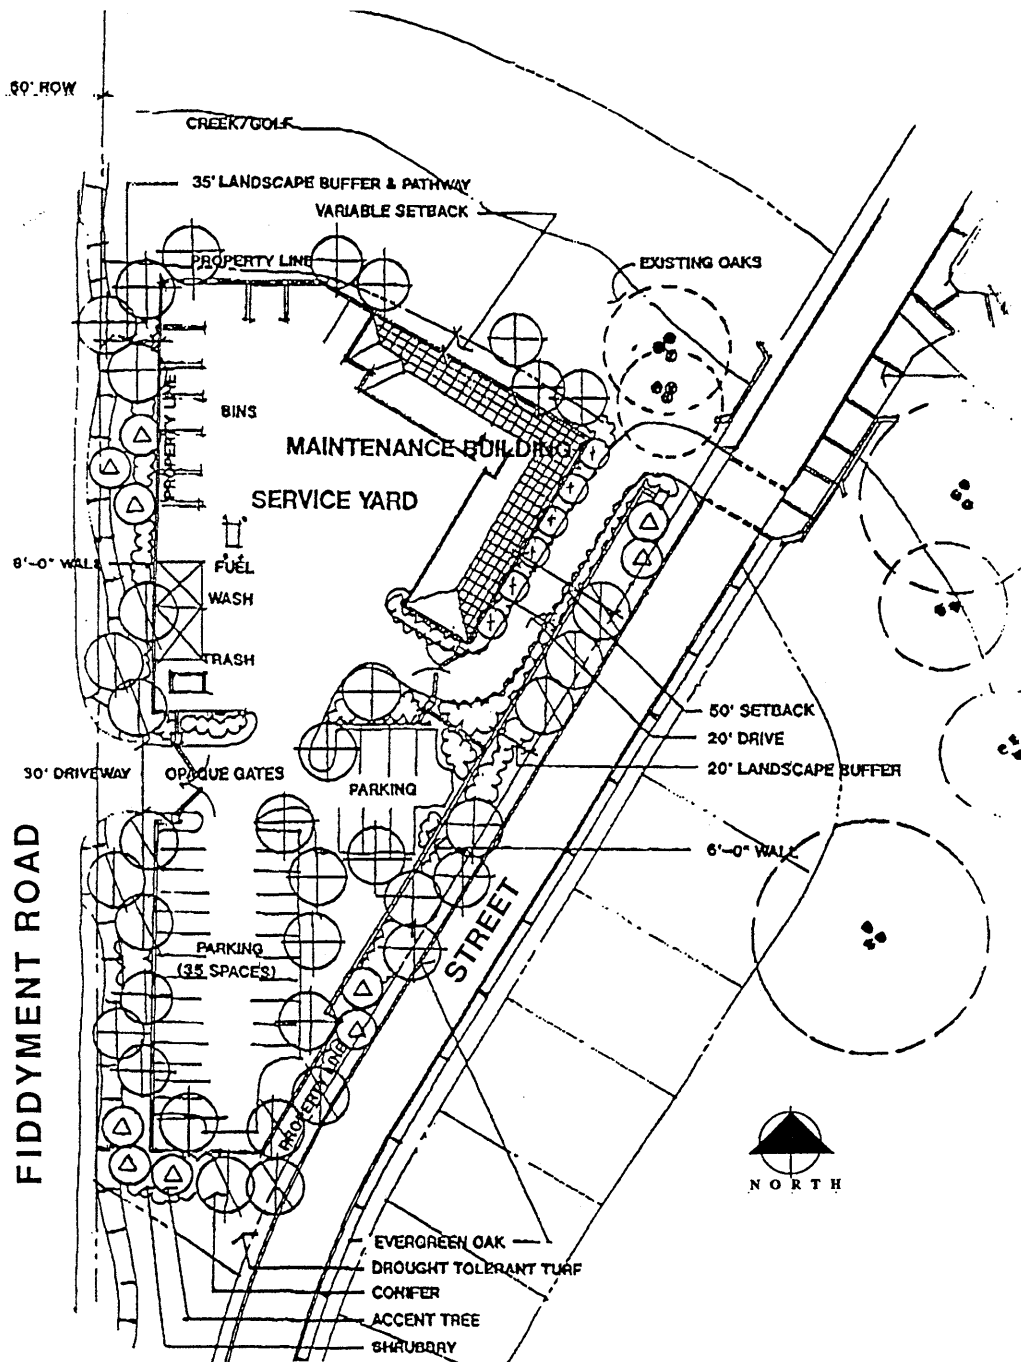 60' ROW
CREEK/GOLF
35' LANDSCAPE BUFFER & PATHWAY
VARIABLE SETBACK
PROPERTY LINE
EXISTING OAKS
PROPERTY LINE
BINS
MAINTENANCE BUILDING
SERVICE YARD
8'-0" WALL
FUEL
WASH
TRASH
50' SETBACK
20' DRIVE
20' LANDSCAPE BUFFER
30' DRIVEWAY
OPAQUE GATES
PARKING
6'-0" WALL
FIDDYMENT ROAD
STREET
PARKING
(35 SPACES)
PROPERTY LINE
NORTH
EVERGREEN OAK
DROUGHT TOLERANT TURF
CONIFER
ACCENT TREE
SHRUBBRY